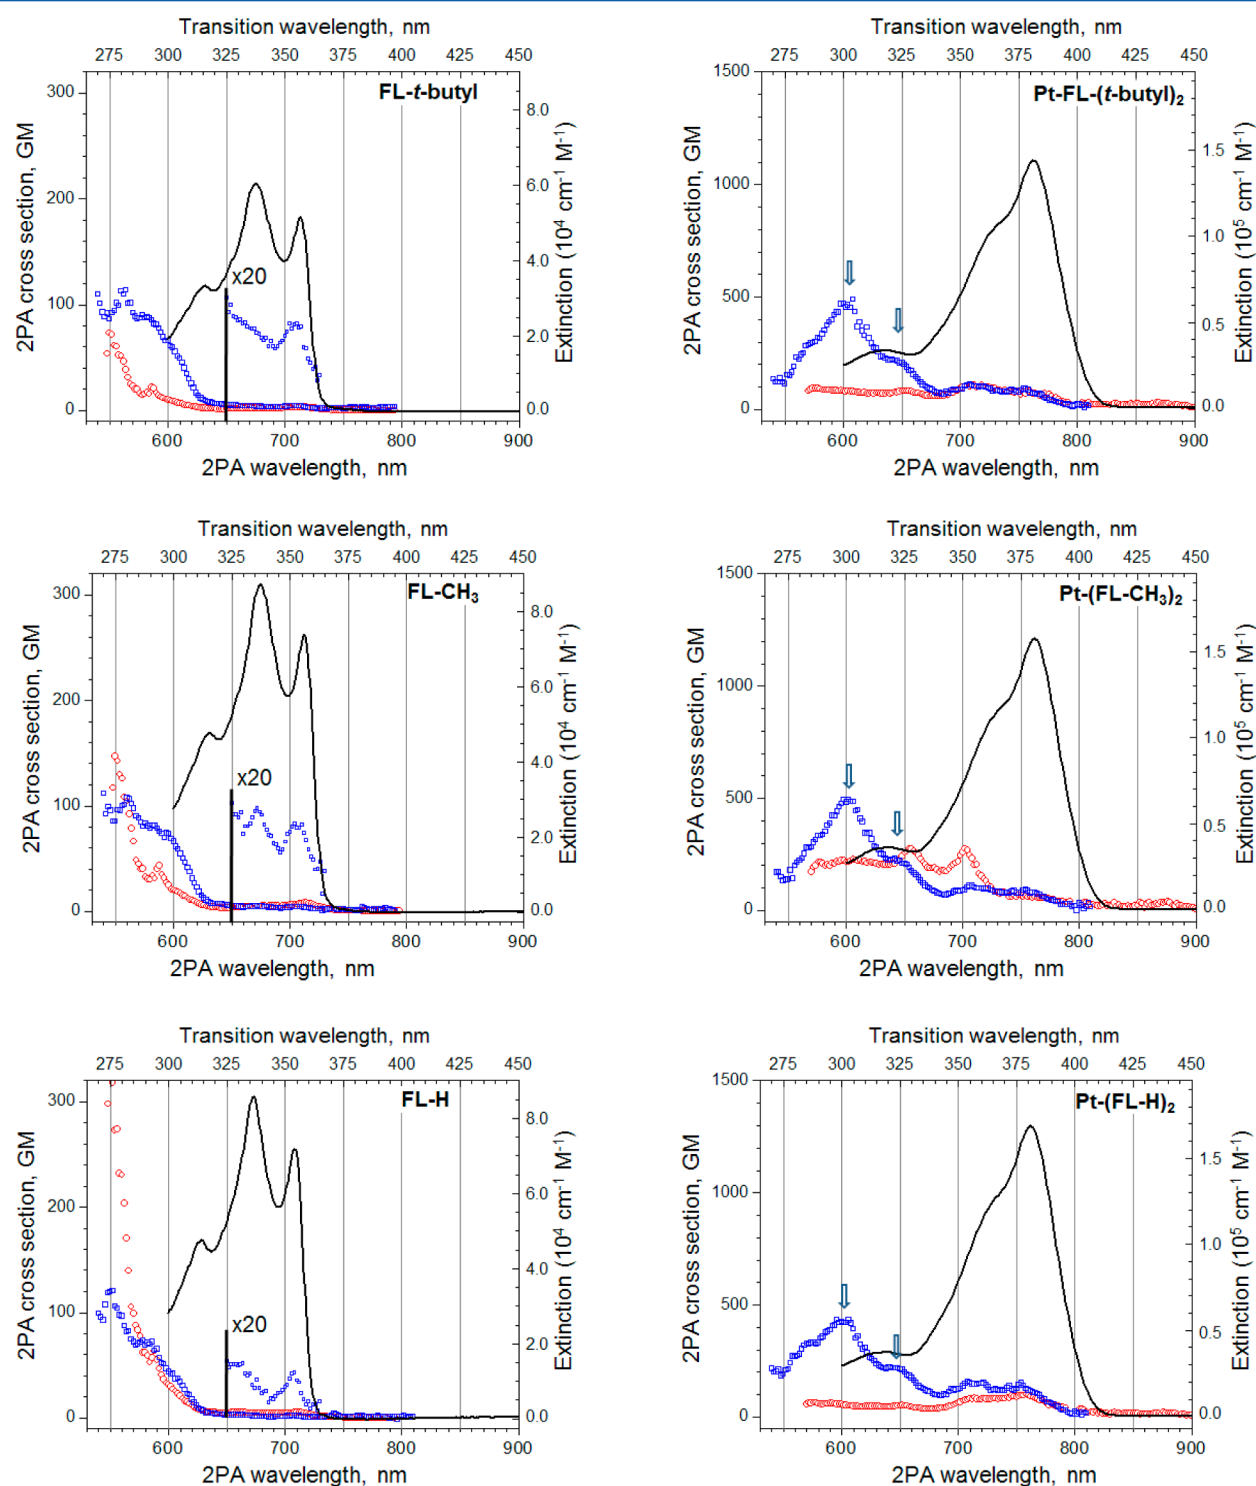 Transition wavelength, nm
275 300 325 350 375 400 425 450
FL-t-butyl
300
200
100
0
2PA cross section, GM
x20
8.0
6.0
4.0
2.0
0.0
Extinction (10⁴ cm⁻¹ M⁻¹)
600 700 800 900
2PA wavelength, nm
Transition wavelength, nm
275 300 325 350 375 400 425 450
Pt-FL-(t-butyl)₂
1500
1000
500
0
2PA cross section, GM
1.5
1.0
0.5
0.0
Extinction (10⁵ cm⁻¹ M⁻¹)
600 700 800 900
2PA wavelength, nm
Transition wavelength, nm
275 300 325 350 375 400 425 450
FL-CH₃
300
200
100
0
2PA cross section, GM
x20
8.0
6.0
4.0
2.0
0.0
Extinction (10⁴ cm⁻¹ M⁻¹)
600 700 800 900
2PA wavelength, nm
Transition wavelength, nm
275 300 325 350 375 400 425 450
Pt-(FL-CH₃)₂
1500
1000
500
0
2PA cross section, GM
1.5
1.0
0.5
0.0
Extinction (10⁵ cm⁻¹ M⁻¹)
600 700 800 900
2PA wavelength, nm
Transition wavelength, nm
275 300 325 350 375 400 425 450
FL-H
300
200
100
0
2PA cross section, GM
x20
8.0
6.0
4.0
2.0
0.0
Extinction (10⁴ cm⁻¹ M⁻¹)
600 700 800 900
2PA wavelength, nm
Transition wavelength, nm
275 300 325 350 375 400 425 450
Pt-(FL-H)₂
1500
1000
500
0
2PA cross section, GM
1.5
1.0
0.5
0.0
Extinction (10⁵ cm⁻¹ M⁻¹)
600 700 800 900
2PA wavelength, nm